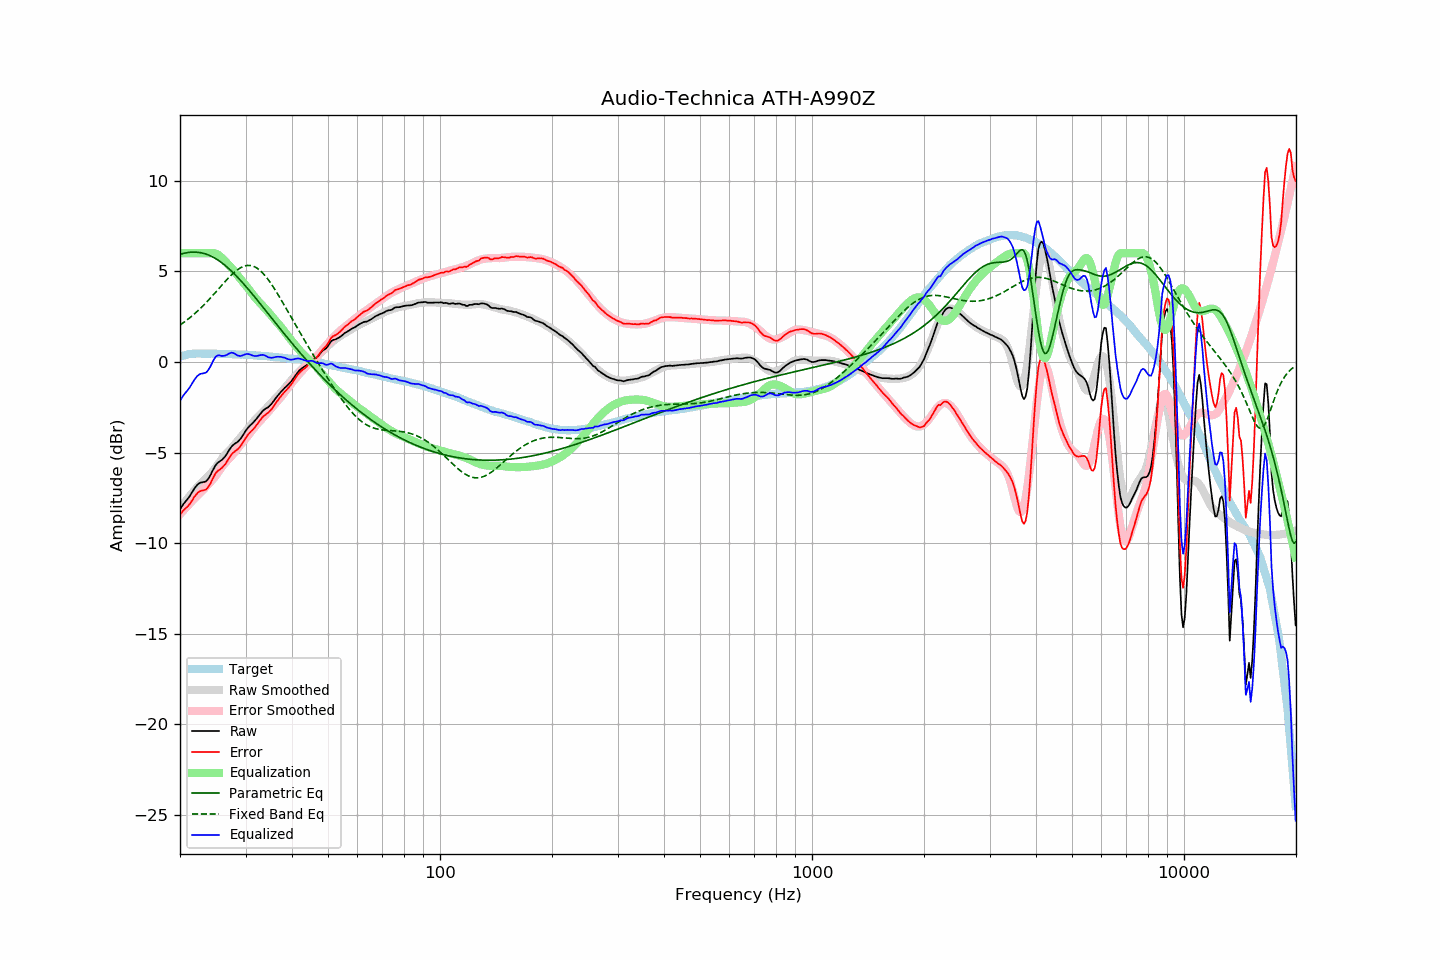 Audio-Technica ATH-A990Z
Amplitude (dBr)
10
5
0
−5
−10
−15
−20
−25
Target
Raw Smoothed
Error Smoothed
Raw
Error
Equalization
Parametric Eq
Fixed Band Eq
Equalized
100
1000
10000
Frequency (Hz)